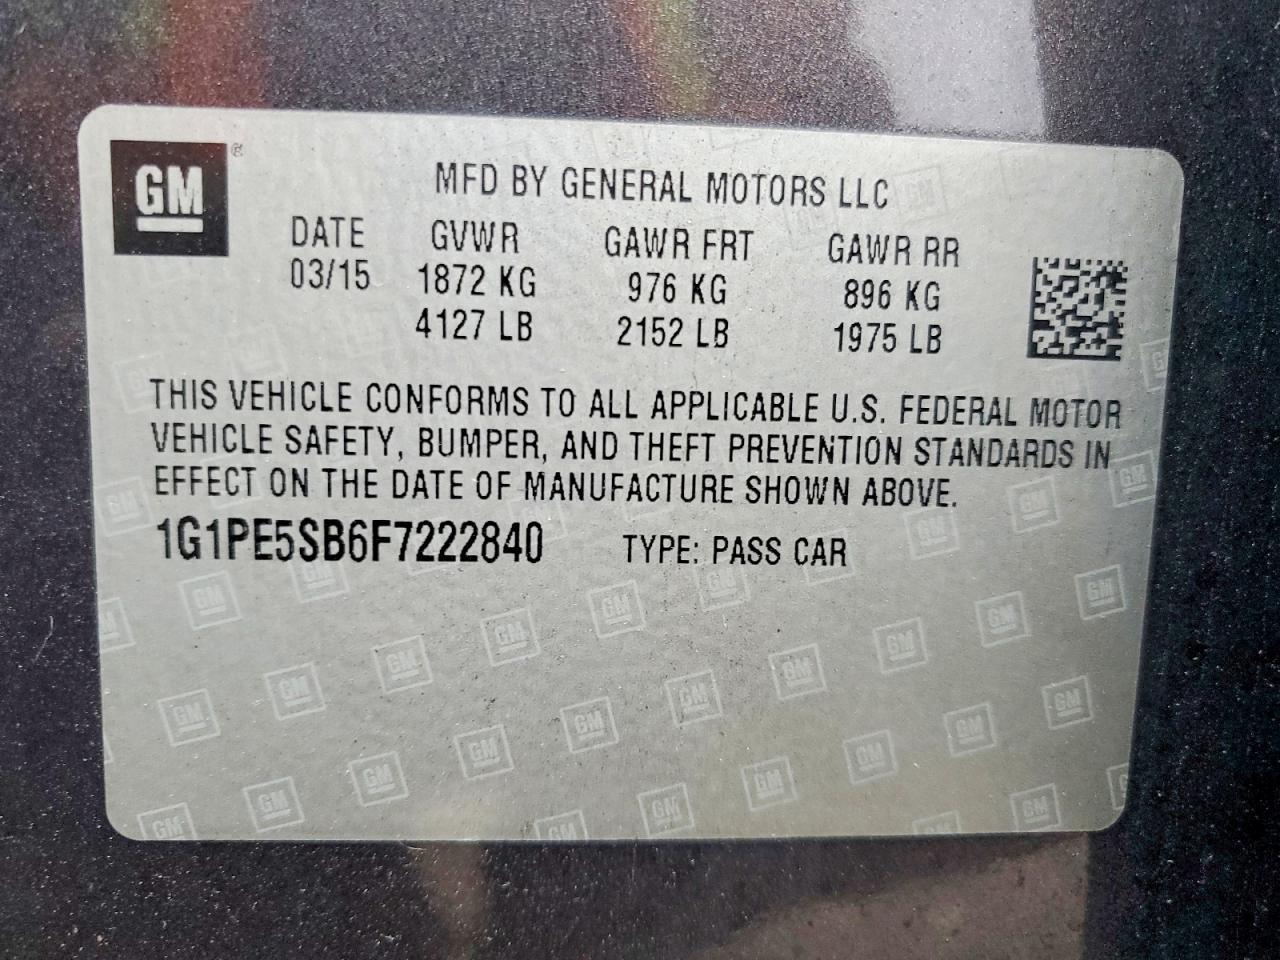 GM ®
MFD BY GENERAL MOTORS LLC
DATE GVWR GAWR FRT GAWR RR
03/15 1872 KG 976 KG 896 KG
4127 LB 2152 LB 1975 LB
THIS VEHICLE CONFORMS TO ALL APPLICABLE U.S. FEDERAL MOTOR
VEHICLE SAFETY, BUMPER, AND THEFT PREVENTION STANDARDS IN
EFFECT ON THE DATE OF MANUFACTURE SHOWN ABOVE.
1G1PE5SB6F7222840 TYPE: PASS CAR